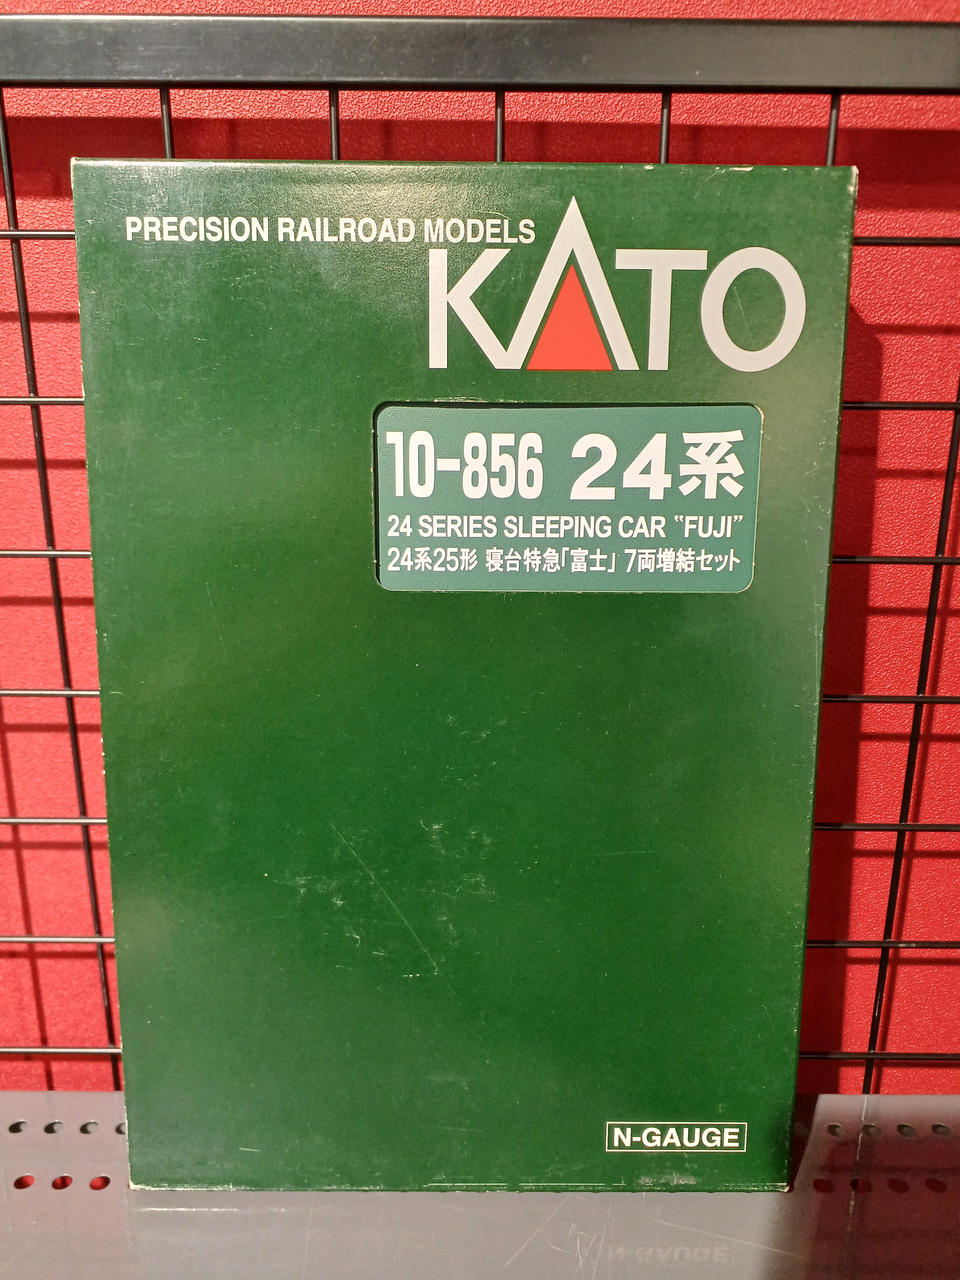 PRECISION RAILROAD MODELS
KATO
10-856 24系
24 SERIES SLEEPING CAR "FUJI"
24系25形 寝台特急「富士」 7両増結セット
N-GAUGE